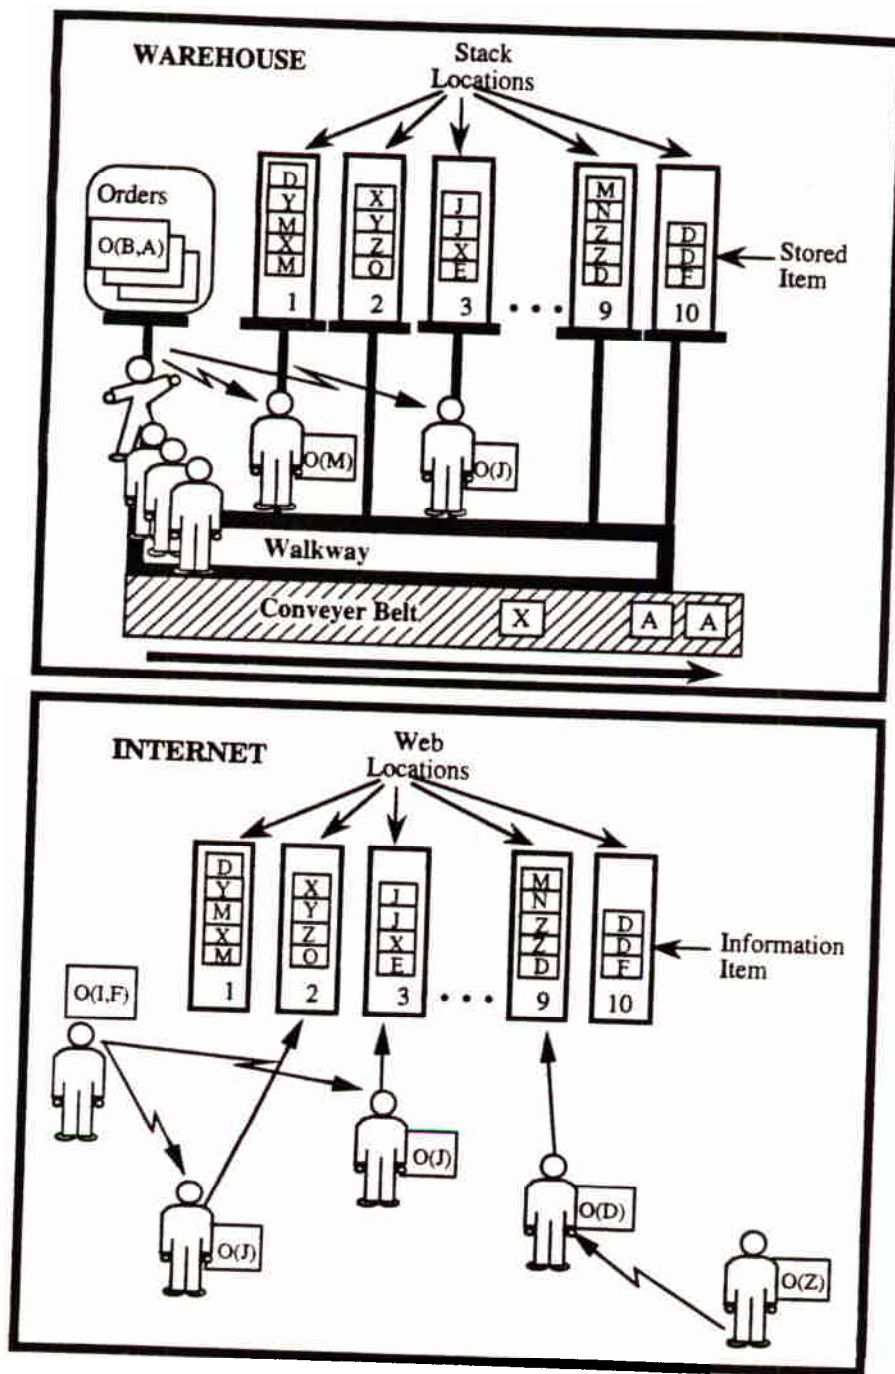 WAREHOUSE
Stack
Locations
Orders
O(B,A)
D
Y
M
X
M
1
X
Y
Z
O
2
J
J
X
E
3
...
M
N
Z
Z
D
9
D
D
F
10
Stored
Item
O(M)
O(J)
Walkway
Conveyer Belt
X
A
A
INTERNET
Web
Locations
D
Y
M
X
M
1
X
Y
Z
O
2
J
J
X
E
3
...
M
N
Z
Z
D
9
D
D
F
10
Information
Item
O(I,F)
O(J)
O(J)
O(D)
O(Z)